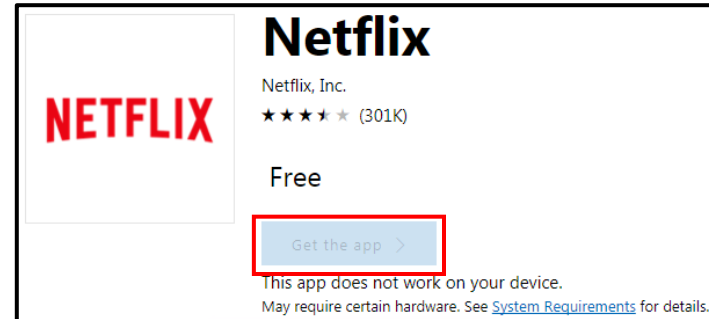 Netflix
NETFLIX
Netflix, Inc.
(301K)
Free
Get the app
This app does not work on your device.
May require certain hardware. See System Requirements for details.